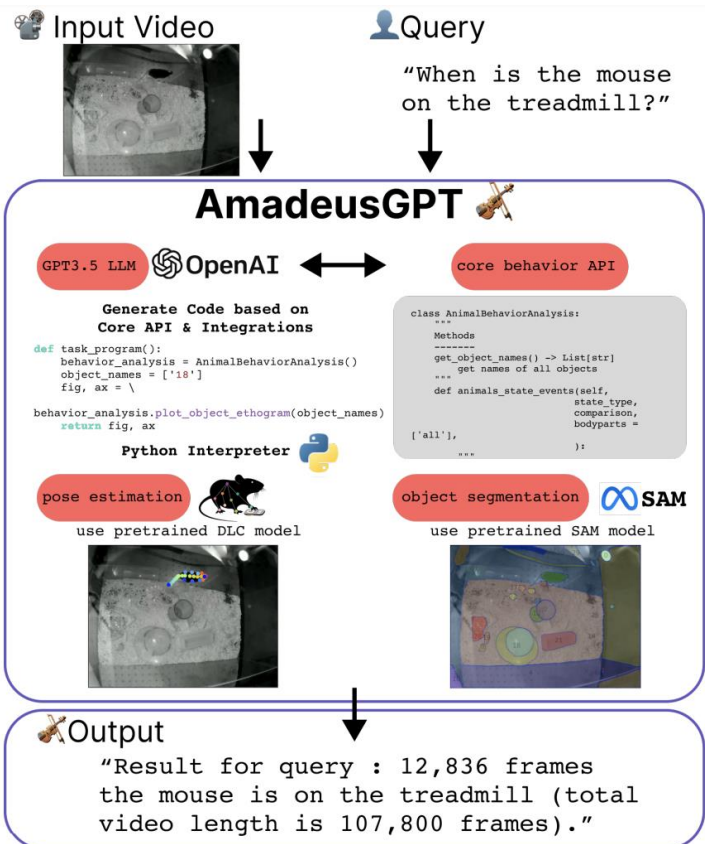 Input Video
Query
“When is the mouse
on the treadmill?”
AmadeusGPT
GPT3.5 LLM
OpenAI
core behavior API
Generate Code based on
Core API & Integrations
def task_program():
behavior_analysis = AnimalBehaviorAnalysis()
object_names = ['18']
fig, ax = \
behavior_analysis.plot_object_ethogram(object_names)
return fig, ax
Python Interpreter
class AnimalBehaviorAnalysis:
"""
Methods
-------
get_object_names() -> List[str]
get names of all objects
"""
def animals_state_events(self,
state_type,
comparison,
bodyparts =
['all'],
):
"""
pose estimation
object segmentation
SAM
use pretrained DLC model
use pretrained SAM model
Output
“Result for query : 12,836 frames
the mouse is on the treadmill (total
video length is 107,800 frames).”